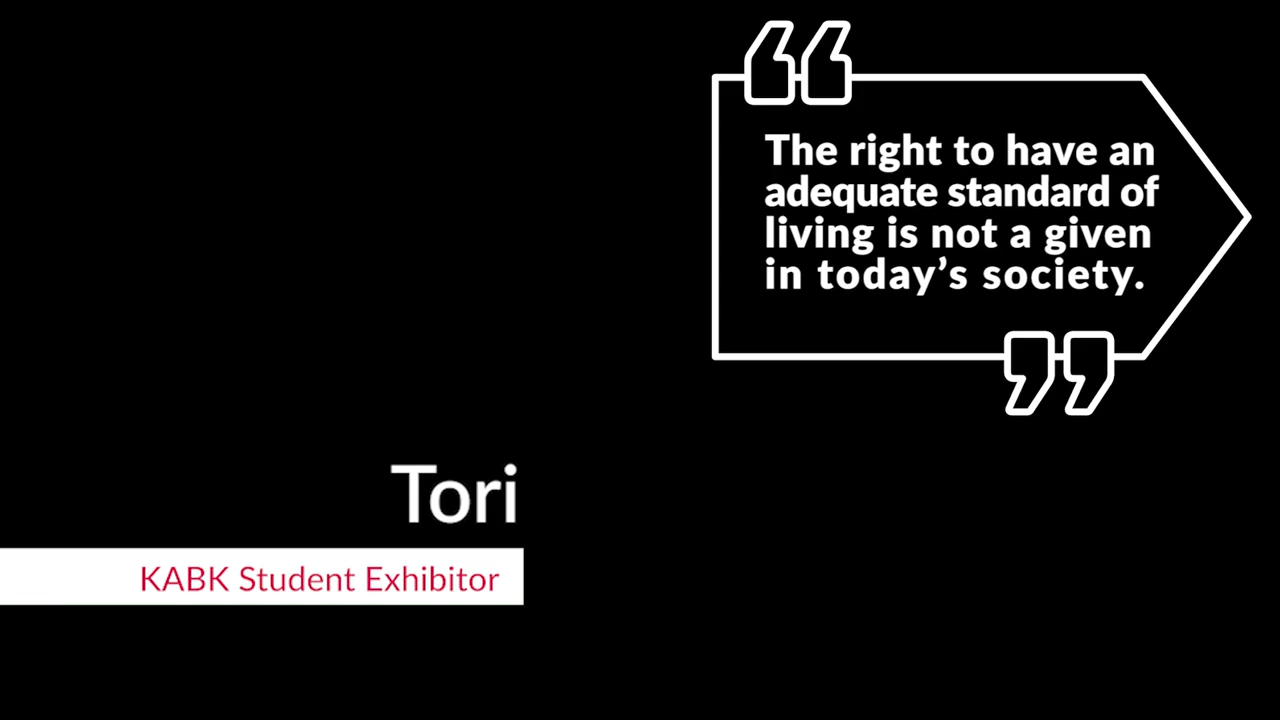 The right to have an
adequate standard of
living is not a given
in today’s society.
Tori
KABK Student Exhibitor